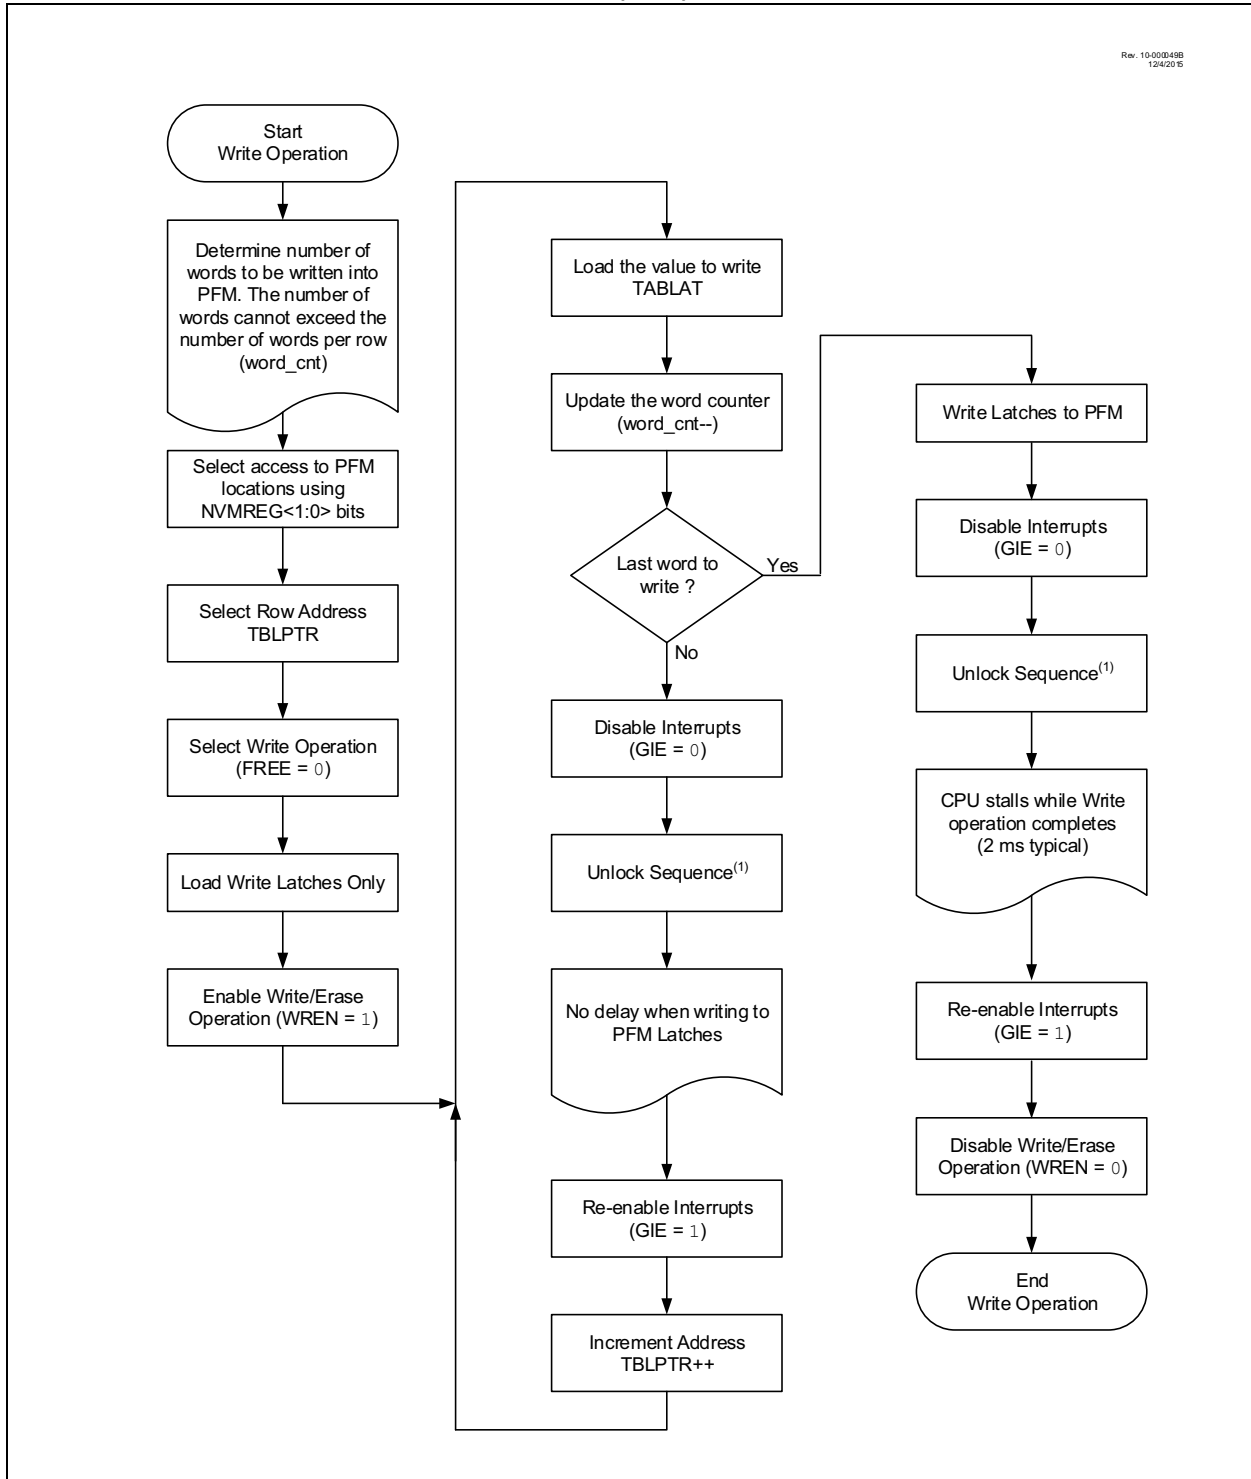 Rev. 10-000049B
12/4/2015
Start
Write Operation
Determine number of
words to be written into
PFM. The number of
words cannot exceed the
number of words per row
(word_cnt)
Select access to PFM
locations using
NVMREG<1:0> bits
Select Row Address
TBLPTR
Select Write Operation
(FREE = 0)
Load Write Latches Only
Enable Write/Erase
Operation (WREN = 1)
Load the value to write
TABLAT
Update the word counter
(word_cnt--)
Last word to
write ?
Yes
No
Disable Interrupts
(GIE = 0)
Unlock Sequence(1)
No delay when writing to
PFM Latches
Re-enable Interrupts
(GIE = 1)
Increment Address
TBLPTR++
Write Latches to PFM
Disable Interrupts
(GIE = 0)
Unlock Sequence(1)
CPU stalls while Write
operation completes
(2 ms typical)
Re-enable Interrupts
(GIE = 1)
Disable Write/Erase
Operation (WREN = 0)
End
Write Operation